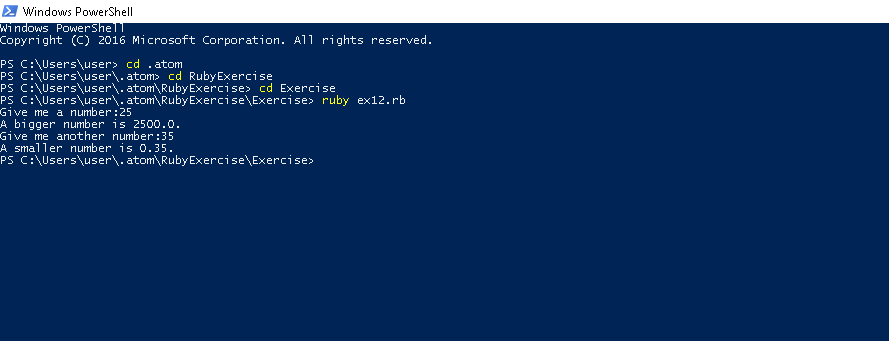 Windows PowerShell
Windows PowerShell
Copyright (C) 2016 Microsoft Corporation. All rights reserved.
PS C:\Users\user> cd .atom
PS C:\Users\user\.atom> cd RubyExercise
PS C:\Users\user\.atom\RubyExercise> cd Exercise
PS C:\Users\user\.atom\RubyExercise\Exercise> ruby ex12.rb
Give me a number:25
A bigger number is 2500.0.
Give me another number:35
A smaller number is 0.35.
PS C:\Users\user\.atom\RubyExercise\Exercise>